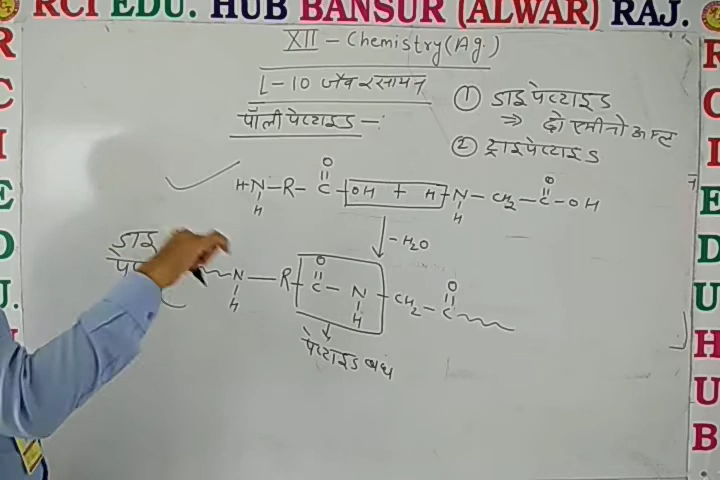 RCI EDU. HUB BANSUR (ALWAR) RAJ.
XII - Chemistry (Ag.)
L-10 जैव रसायन
पॉलीपेप्टाइड -:
① डाइपेप्टाइड
⇒ दो एमीनो अम्ल
② ट्राइपेप्टाइड
O
O
H-N-R-C-OH + H-N-CH2-C-OH
H
H
-H2O
डाइ
O
O
N-R-C-N-CH2-C
H
H
पेप्टाइड बंध
R
C
I
E
D
U
H
U
B